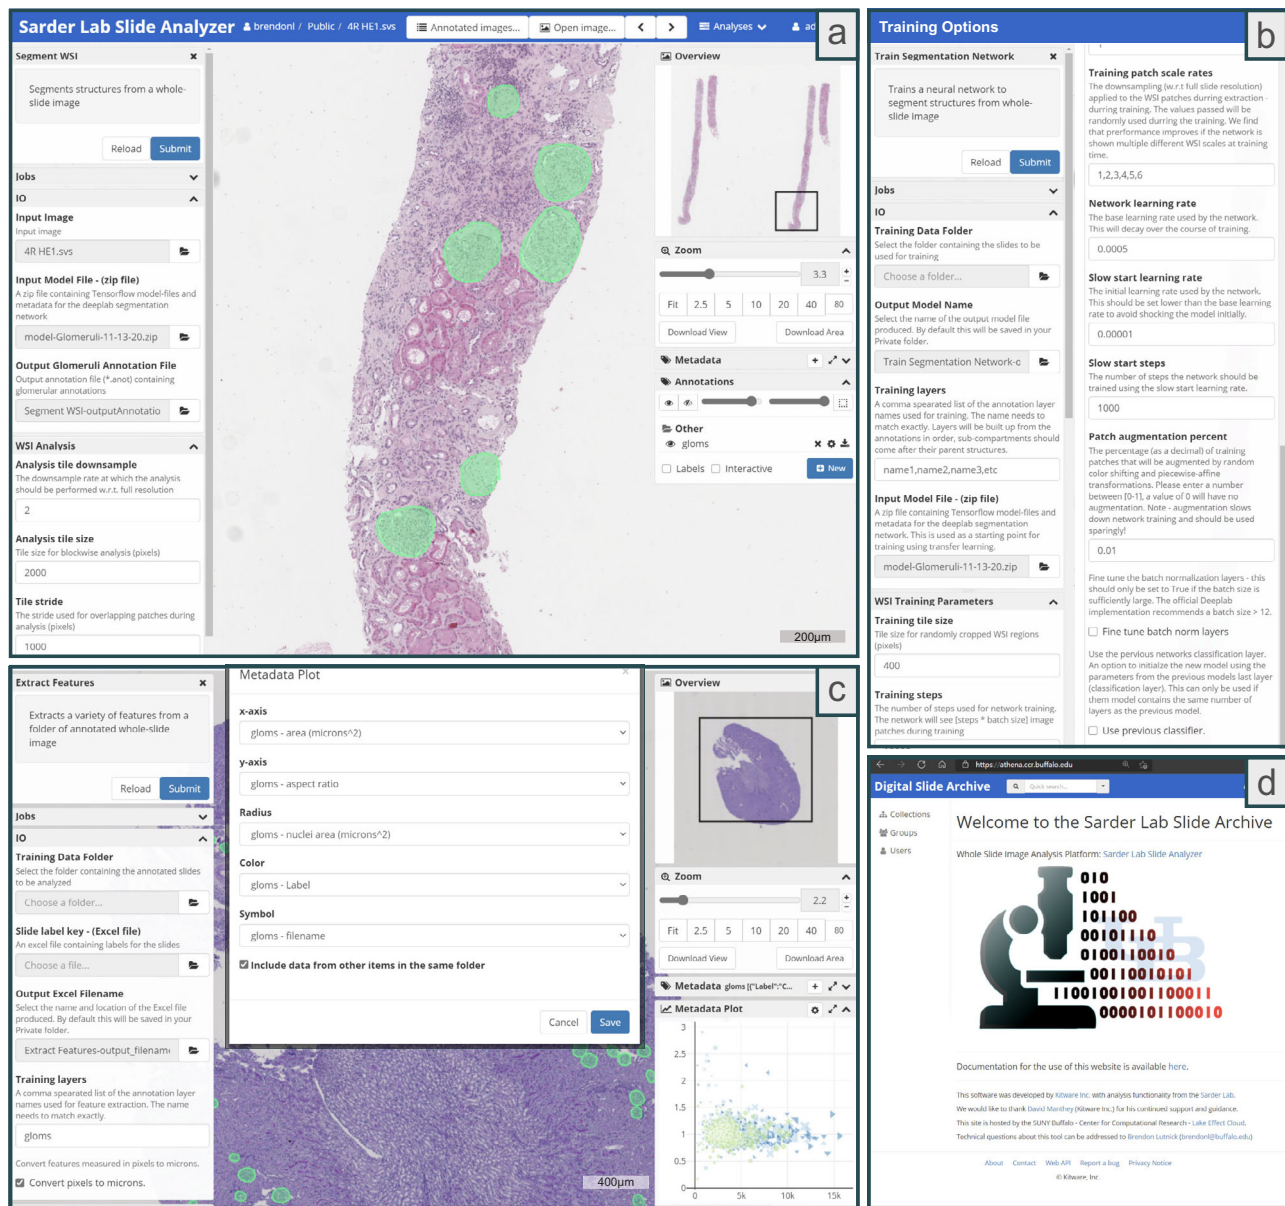 Sarder Lab Slide Analyzer
brendonl / Public / 4R HE1.svs
Annotated images...
Open image...
Analyses
a
Segment WSI
Segments structures from a whole-
slide image
Reload
Submit
Jobs
IO
Input Image
Input image
4R HE1.svs
Input Model File - (zip file)
A zip file containing Tensorflow model-files and
metadata for the deeplab segmentation
network
model-Glomeruli-11-13-20.zip
Output Glomeruli Annotation File
Output annotation file (*.anot) containing
glomerular annotations
Segment WSI-outputAnnotatio
WSI Analysis
Analysis tile downsample
The downsample rate at which the analysis
should be performed w.r.t. full resolution
2
Analysis tile size
Tile size for blockwise analysis (pixels)
2000
Tile stride
The stride used for overlapping patches during
analysis (pixels)
1000
200µm
Overview
Zoom
3.3
Fit 2.5 5 10 20 40 80
Download View
Download Area
Metadata
Annotations
Other
gloms
Labels
Interactive
New
Training Options
b
Train Segmentation Network
Trains a neural network to
segment structures from whole-
slide image
Reload
Submit
Jobs
IO
Training Data Folder
Select the folder containing the slides to be
used for training
Choose a folder...
Output Model Name
Select the name of the output model file
produced. By default this will be saved in your
Private folder.
Train Segmentation Network-o
Training layers
A comma spearated list of the annotation layer
names used for training. The name needs to
match exactly. Layers will be built up from the
annotations in order, sub-compartments should
come after their parent structures.
name1,name2,name3,etc
Input Model File - (zip file)
A zip file containing Tensorflow model-files and
metadata for the deeplab segmentation
network. This is used as a starting point for
training using transfer learning.
model-Glomeruli-11-13-20.zip
WSI Training Parameters
Training tile size
Tile size for randomly cropped WSI regions
(pixels)
400
Training steps
The number of steps used for network training.
The network will see [steps * batch size] image
patches during training
Training patch scale rates
The downsampling (w.r.t full slide resolution)
applied to the WSI patches durring extraction -
durring training. The values passed will be
randomly used durring the training. We find
that prerformance improves if the network is
shown multiple different WSI scales at training
time.
1,2,3,4,5,6
Network learning rate
The base learning rate used by the network.
This will decay over the course of training.
0.0005
Slow start learning rate
The initial learning rate used by the network.
This should be set lower than the base learning
rate to avoid shocking the model initially.
0.00001
Slow start steps
The number of steps the network should be
trained using the slow start learning rate.
1000
Patch augmentation percent
The percentage (as a decimal) of training
patches that will be augmented by random
color shifting and piecewise-affine
transformations. Please enter a number
between [0-1], a value of 0 will have no
augmentation. Note - augmentation slows
down network training and should be used
sparingly!
0.01
Fine tune the batch normalization layers - this
should only be set to True if the batch size is
sufficiently large. The official Deeplab
implementation recommends a batch size > 12.
Fine tune batch norm layers
Use the pervious networks classification layer.
An option to initialze the new model using the
parameters from the previous models last layer
(classification layer). This can only be used if
them model contains the same number of
layers as the previous model.
Use previous classifier.
Extract Features
Extracts a variety of features from a
folder of annotated whole-slide
image
Reload
Submit
Jobs
IO
Training Data Folder
Select the folder containing the annotated slides
to be analyzed
Choose a folder...
Slide label key - (Excel file)
An excel file containing labels for the slides
Choose a file...
Output Excel Filename
Select the name and location of the Excel file
produced. By default this will be saved in your
Private folder.
Extract Features-output_filenam
Training layers
A comma spearated list of the annotation layer
names used for feature extraction. The name
needs to match exactly.
gloms
Convert features measured in pixels to microns.
Convert pixels to microns.
Metadata Plot
x-axis
gloms - area (microns^2)
y-axis
gloms - aspect ratio
Radius
gloms - nuclei area (microns^2)
Color
gloms - Label
Symbol
gloms - filename
Include data from other items in the same folder
Cancel
Save
400µm
c
Overview
Zoom
2.2
Fit 2.5 5 10 20 40 80
Download View
Download Area
Metadata gloms [{"Label":"C...
Metadata Plot
3
2.5
2
1.5
1
0.5
0
0 5k 10k 15k
https://athena.ccr.buffalo.edu
d
Digital Slide Archive
Quick search...
Collections
Groups
Users
Welcome to the Sarder Lab Slide Archive
Whole Slide Image Analysis Platform: Sarder Lab Slide Analyzer
010
1001
101100
00101110
0100110010
00110010101
11001001001100011
0000101100010
Documentation for the use of this website is available here.
This software was developed by Kitware Inc. with analysis functionality from the Sarder Lab.
We would like to thank David Manthey (Kitware Inc.) for his continuest support and guidance.
This site is hosted by the SUNY Buffalo - Center for Computational Research - Lake Effect Cloud.
Technical questions about this tool can be addressed to Brendon Lutnick (brendonl@buffalo.edu)
About Contact Web API Report a bug Privacy Notice
© Kitware, Inc